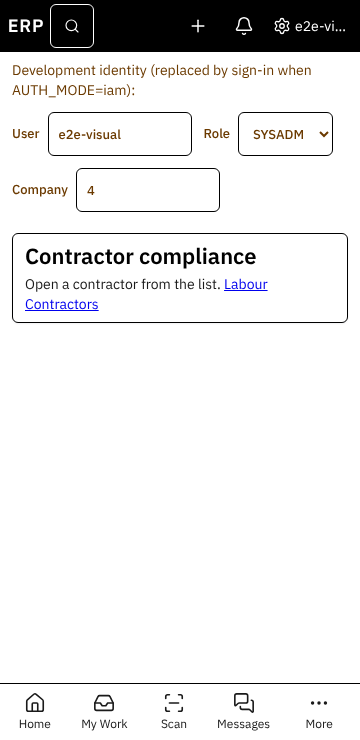 ERP
e2e-vi...
Development identity (replaced by sign-in when
AUTH_MODE=iam):
User e2e-visual Role SYSADM
Company 4
Contractor compliance
Open a contractor from the list. Labour
Contractors
Home My Work Scan Messages More